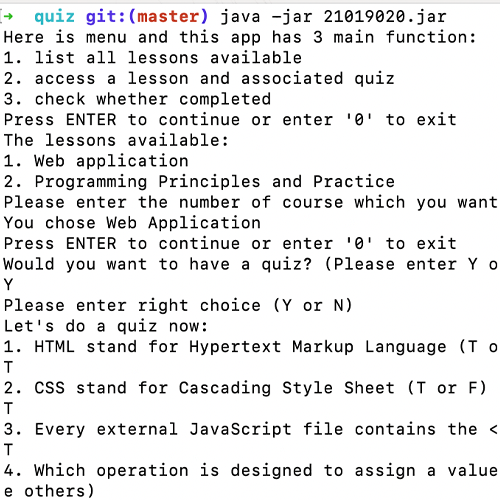 ➜  quiz git:(master) java -jar 21019020.jar
Here is menu and this app has 3 main function:
1. list all lessons available
2. access a lesson and associated quiz
3. check whether completed
Press ENTER to continue or enter '0' to exit
The lessons available:
1. Web application
2. Programming Principles and Practice
Please enter the number of course which you want
You chose Web Application
Press ENTER to continue or enter '0' to exit
Would you want to have a quiz? (Please enter Y o
Y
Please enter right choice (Y or N)
Let's do a quiz now:
1. HTML stand for Hypertext Markup Language (T o
T
2. CSS stand for Cascading Style Sheet (T or F)
T
3. Every external JavaScript file contains the <
T
4. Which operation is designed to assign a value
e others)